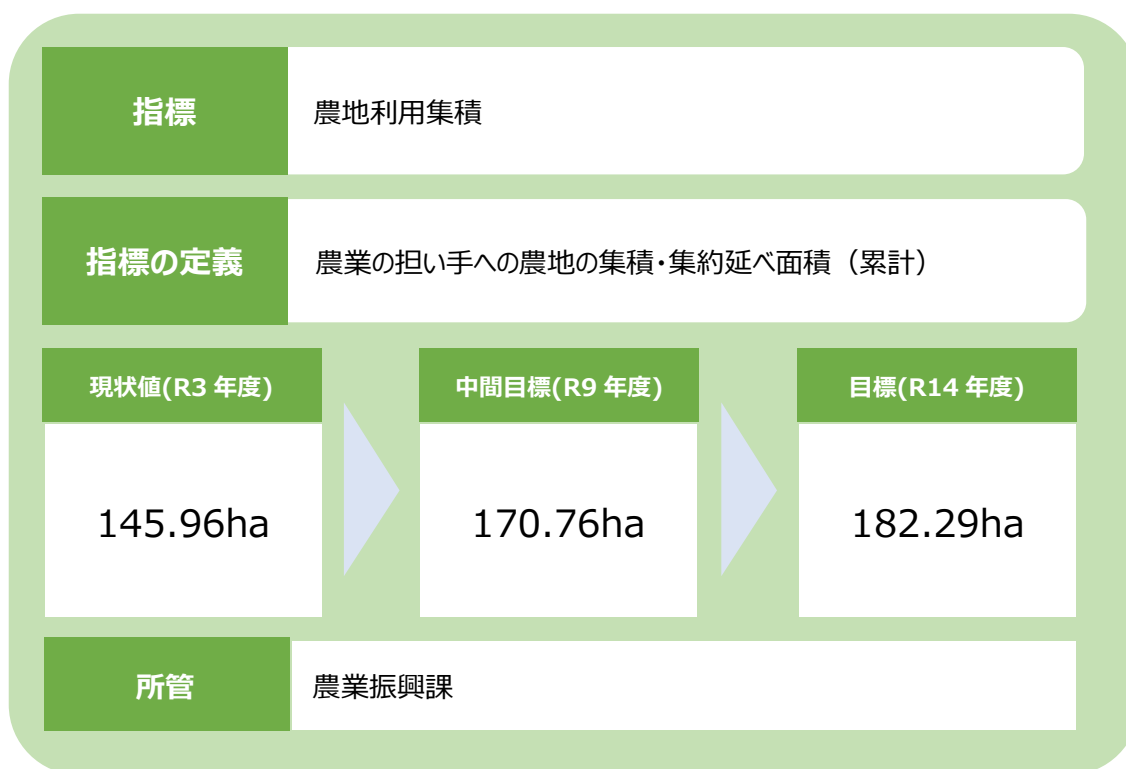 指標
農地利用集積
指標の定義
農業の担い手への農地の集積・集約延べ面積（累計）
現状値(R3 年度)
中間目標(R9 年度)
目標(R14 年度)
145.96ha
170.76ha
182.29ha
所管
農業振興課